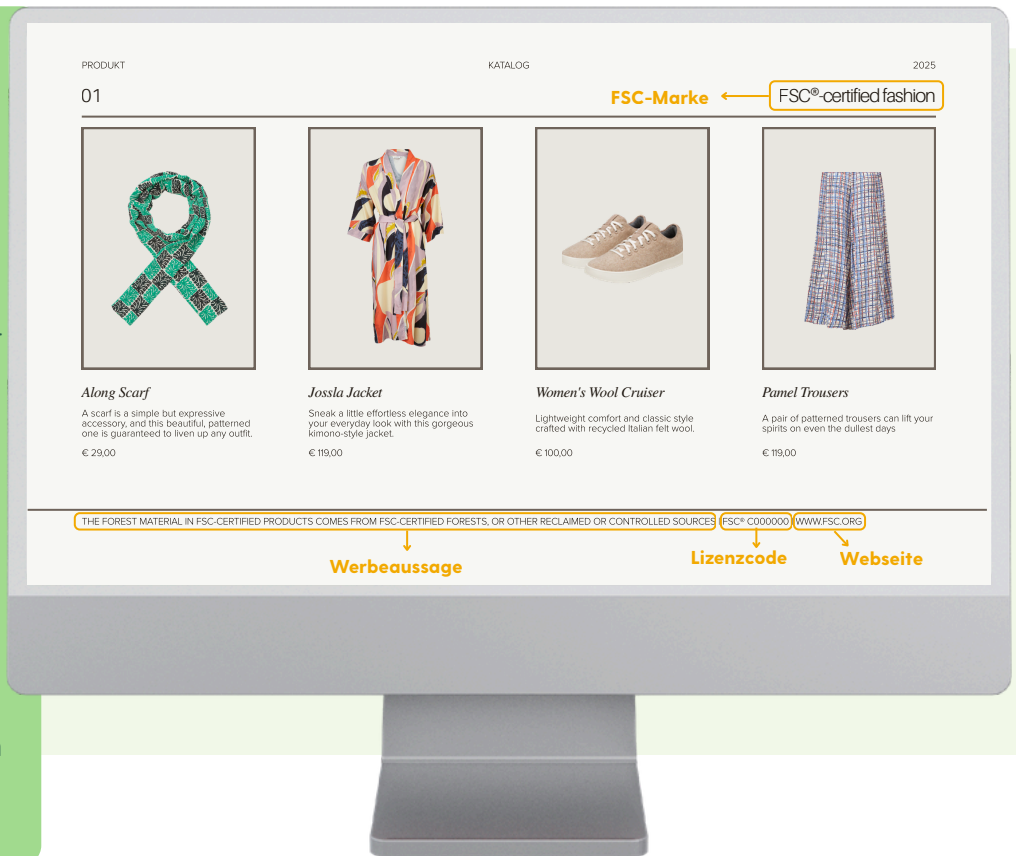 PRODUKT KATALOG 2025
01 FSC-Marke FSC®-certified fashion
Along Scarf
A scarf is a simple but expressive
accessory, and this beautiful, patterned
one is guaranteed to liven up any outfit.
€ 29,00
Jossla Jacket
Sneak a little effortless elegance into
your everyday look with this gorgeous
kimono-style jacket.
€ 119,00
Women's Wool Cruiser
Lightweight comfort and classic style
crafted with recycled Italian felt wool.
€ 100,00
Pamel Trousers
A pair of patterned trousers can lift your
spirits on even the dullest days
€ 119,00
THE FOREST MATERIAL IN FSC-CERTIFIED PRODUCTS COMES FROM FSC-CERTIFIED FORESTS, OR OTHER RECLAIMED OR CONTROLLED SOURCES (FSC® C000000) WWW.FSC.ORG
Werbeaussage Lizenzcode Webseite